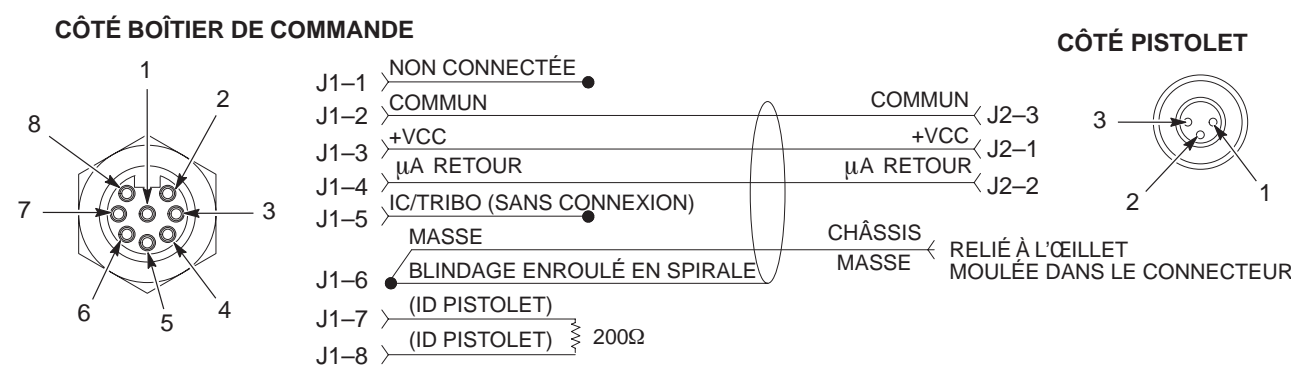 CÔTÉ BOÎTIER DE COMMANDE
CÔTÉ PISTOLET
1
2
3
4
5
6
7
8
J1–1 NON CONNECTÉE
J1–2 COMMUN COMMUN J2–3
J1–3 +VCC +VCC J2–1
J1–4 µA RETOUR µA RETOUR J2–2
J1–5 IC/TRIBO (SANS CONNEXION)
MASSE CHÂSSIS MASSE RELIÉ À L'ŒILLET
MOULÉE DANS LE CONNECTEUR
J1–6 BLINDAGE ENROULÉ EN SPIRALE
J1–7 (ID PISTOLET)
200Ω
J1–8 (ID PISTOLET)
3
2
1